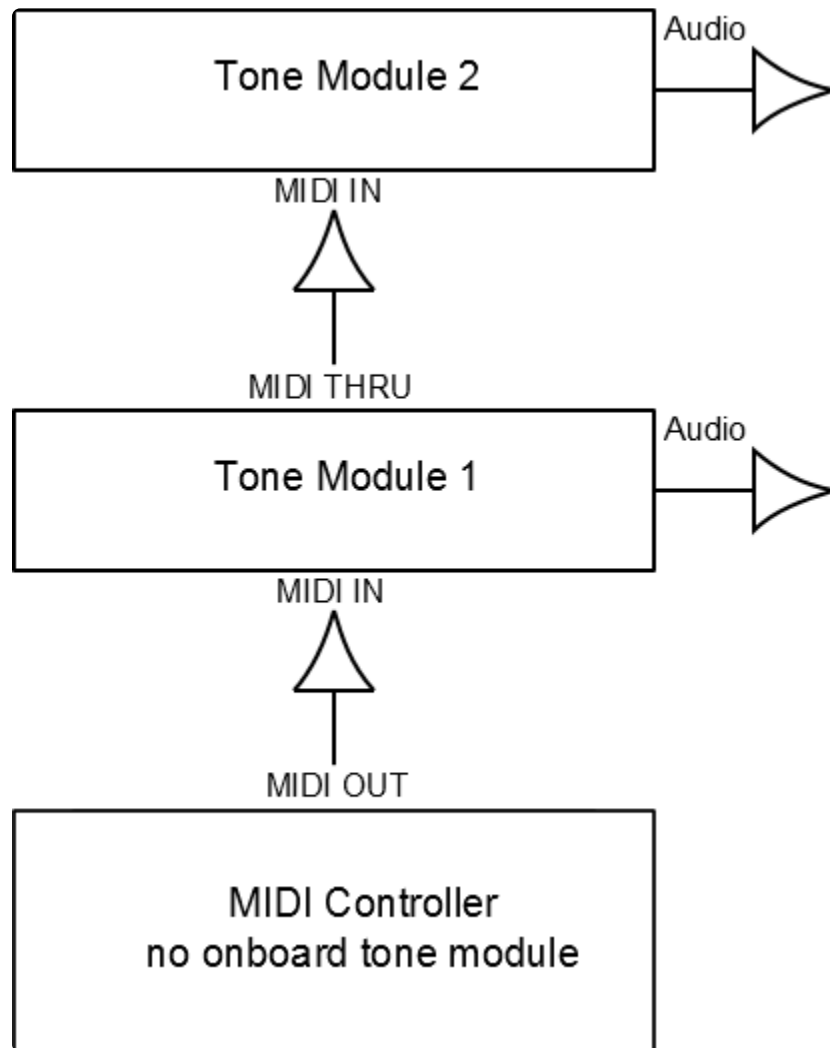 Audio
Tone Module 2
MIDI IN
MIDI THRU
Audio
Tone Module 1
MIDI IN
MIDI OUT
MIDI Controller
no onboard tone module